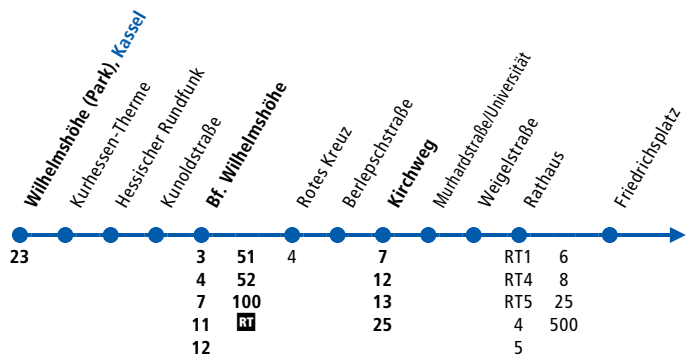 Wilhelmshöhe (Park), Kassel
Kurhessen-Therme
Hessischer Rundfunk
Kunoldstraße
Bf. Wilhelmshöhe
Rotes Kreuz
Berlepschstraße
Kirchweg
Murhardstraße/Universität
Weigelstraße
Rathaus
Friedrichsplatz
23 3 51 4 7 RT1 6
4 52 12 RT4 8
7 100 13 RT5 25
11 RT 25 4 500
12 5